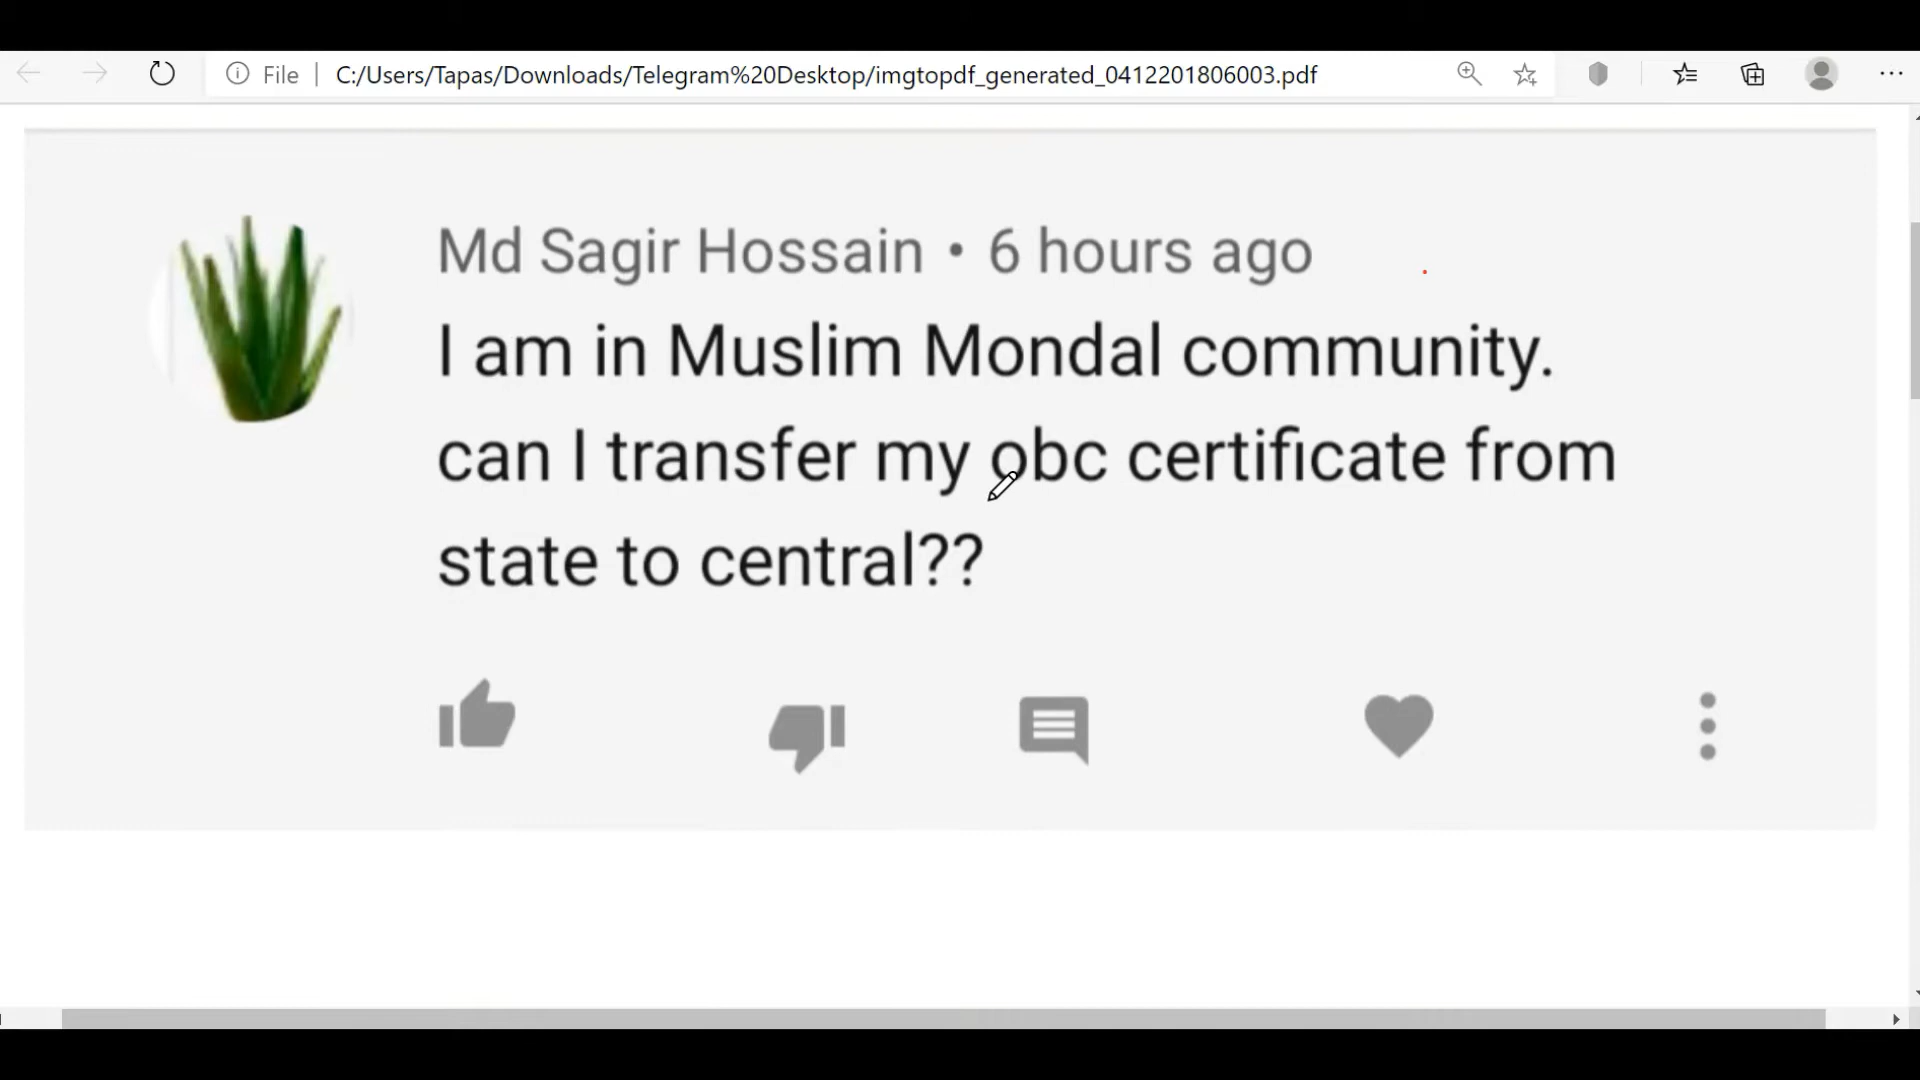 File | C:/Users/Tapas/Downloads/Telegram%20Desktop/imgtopdf_generated_0412201806003.pdf
Md Sagir Hossain • 6 hours ago
I am in Muslim Mondal community.
can I transfer my obc certificate from
state to central??